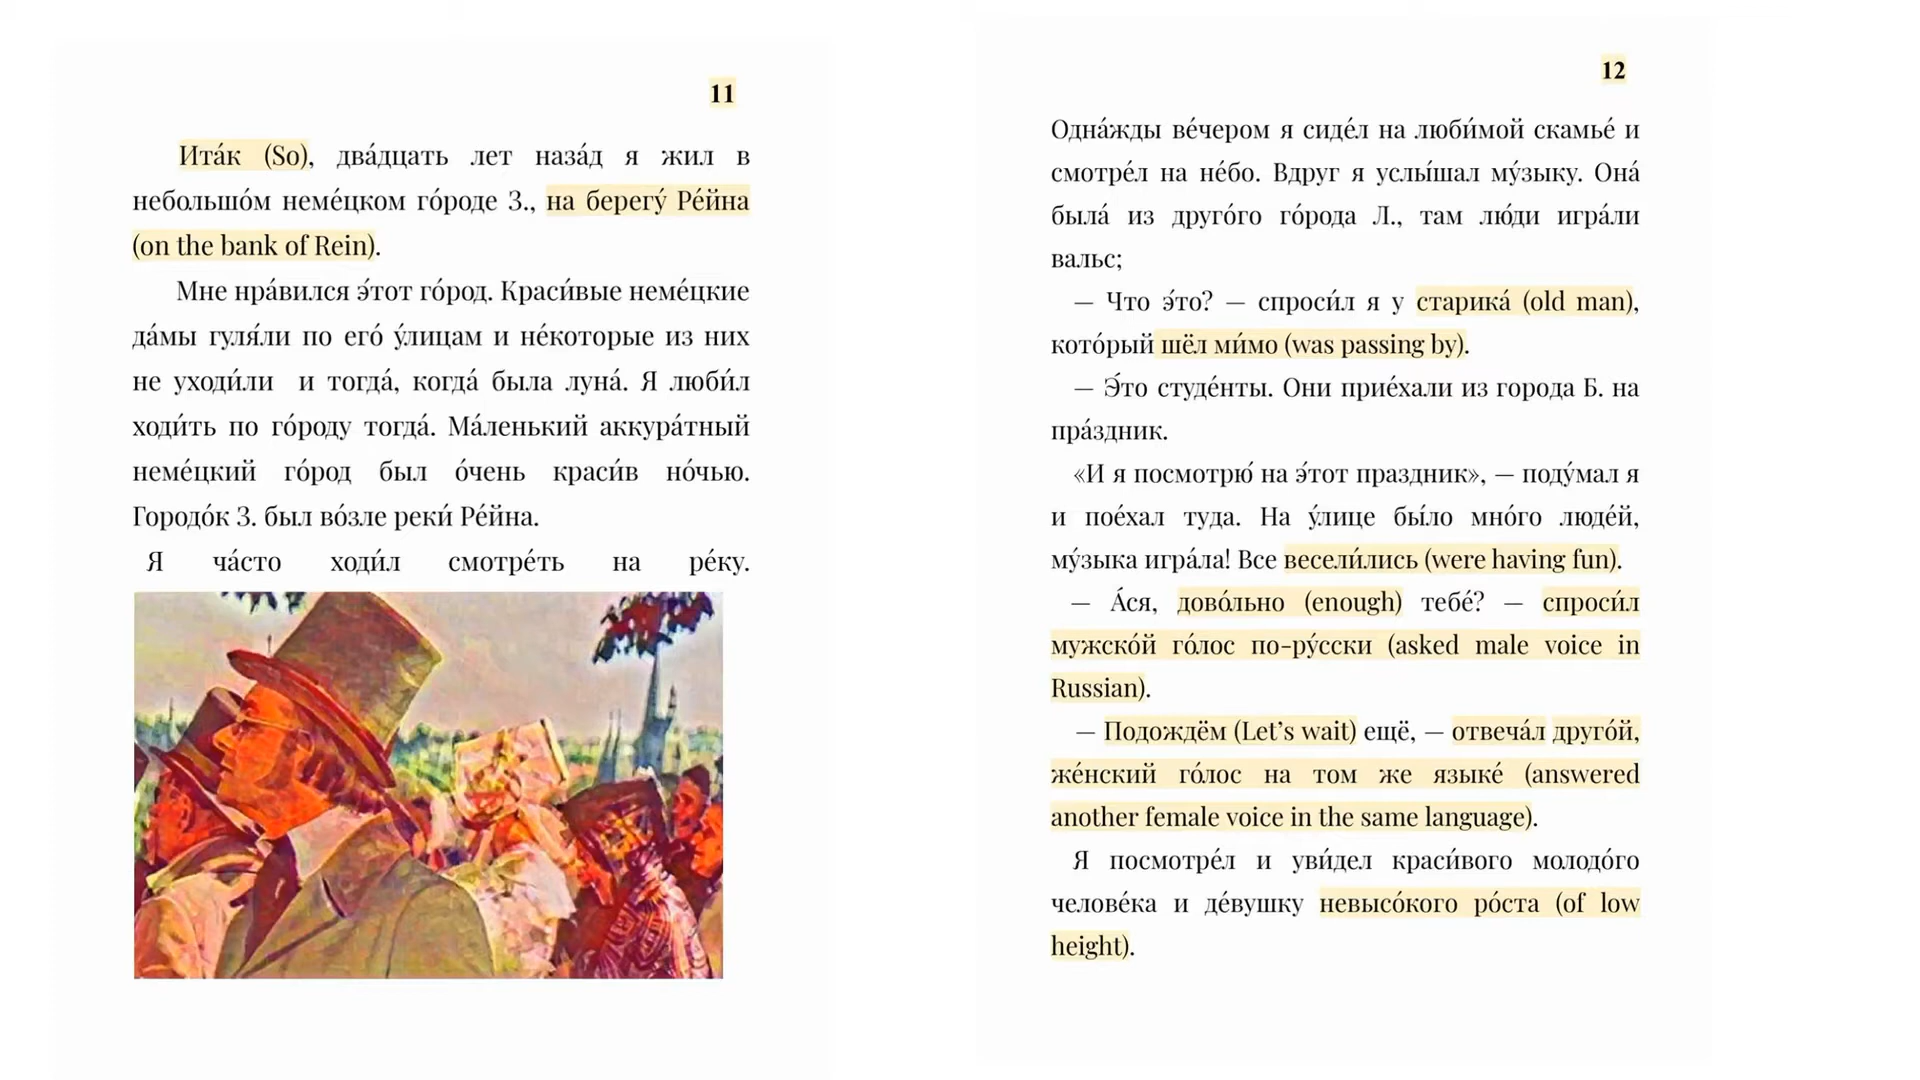 11
Ита́к (So), два́дцать лет наза́д я жил в
небольшо́м неме́цком го́роде З., на берегу́ Ре́йна
(on the bank of Rein).
Мне нра́вился э́тот го́род. Краси́вые неме́цкие
да́мы гуля́ли по его́ у́лицам и не́которые из них
не уходи́ли и тогда́, когда́ была луна́. Я люби́л
ходи́ть по го́роду тогда́. Ма́ленький аккура́тный
неме́цкий го́род был о́чень краси́в но́чью.
Городо́к З. был во́зле реки́ Ре́йна.
Я ча́сто ходи́л смотре́ть на ре́ку.
12
Одна́жды ве́чером я сиде́л на люби́мой скамье́ и
смотре́л на не́бо. Вдруг я услы́шал му́зыку. Она́
была́ из друго́го го́рода Л., там лю́ди игра́ли
вальс;
— Что э́то? — спроси́л я у старика́ (old man),
кото́рый шёл ми́мо (was passing by).
— Э́то студе́нты. Они прие́хали из города Б. на
пра́здник.
«И я посмотрю́ на э́тот праздник», — поду́мал я
и пое́хал туда. На у́лице бы́ло мно́го люде́й,
му́зыка игра́ла! Все весели́лись (were having fun).
— А́ся, дово́льно (enough) тебе́? — спроси́л
мужско́й го́лос по-ру́сски (asked male voice in
Russian).
— Подождём (Let’s wait) ещё, — отвеча́л друго́й,
же́нский го́лос на том же языке́ (answered
another female voice in the same language).
Я посмотре́л и уви́дел краси́вого молодо́го
челове́ка и де́вушку невысо́кого ро́ста (of low
height).